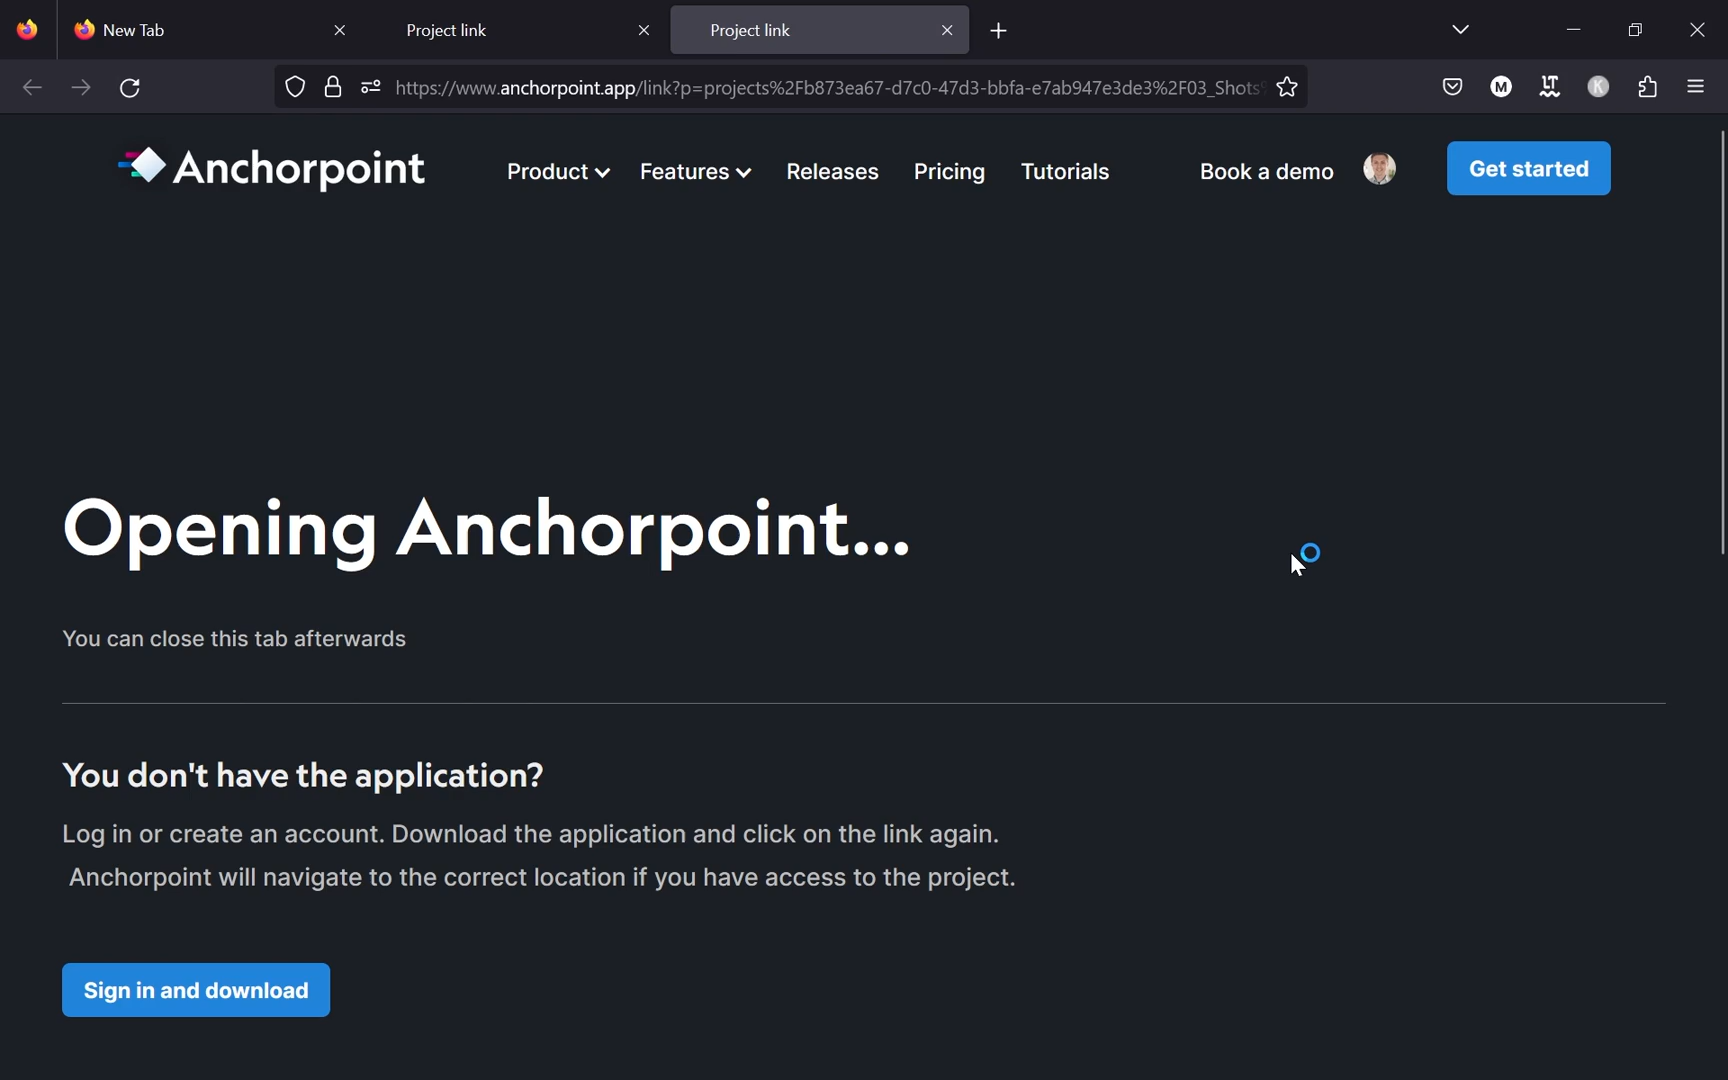 New Tab
Project link
Project link
https://www.anchorpoint.app/link?p=projects%2Fb873ea67-d7c0-47d3-bbfa-e7ab947e3de3%2F03_Shots%
M
LT
K
Anchorpoint
Product
Features
Releases
Pricing
Tutorials
Book a demo
Get started
Opening Anchorpoint...
You can close this tab afterwards
You don't have the application?
Log in or create an account. Download the application and click on the link again.
Anchorpoint will navigate to the correct location if you have access to the project.
Sign in and download